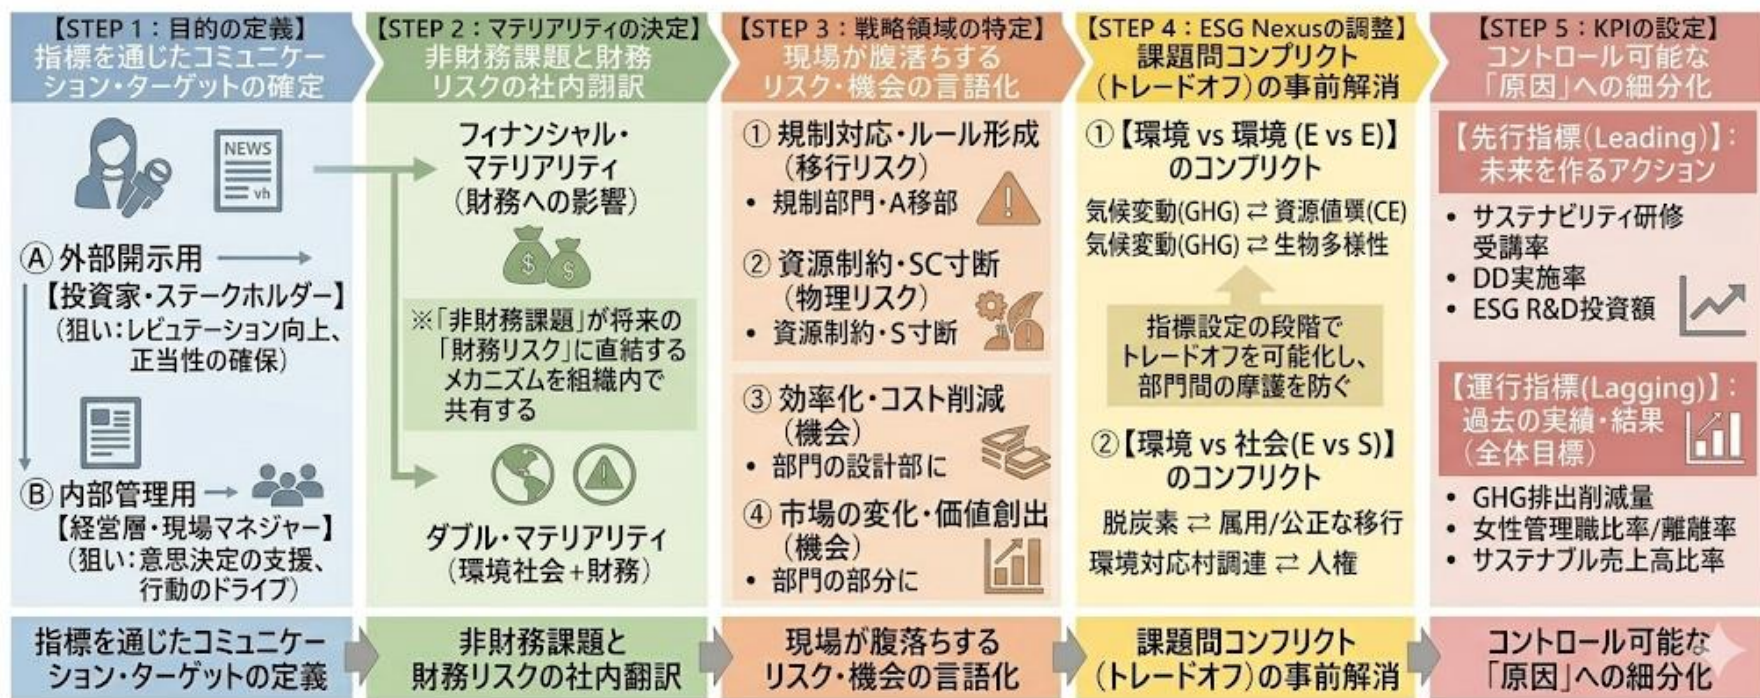 【STEP 1：目的の定義】
指標を通じたコミュニケー
ション・ターゲットの確定
NEWS
vh
Ⓐ 外部開示用
【投資家・ステークホルダー】
（狙い：レビュテーション向上、
正当性の確保）
Ⓑ 内部管理用
【経営層・現場マネジャー】
（狙い：意思決定の支援、
行動のドライブ）
指標を通じたコミュニケー
ション・ターゲットの定義
【STEP 2：マテリアリティの決定】
非財務課題と財務
リスクの社内翻訳
フィナンシャル・
マテリアリティ
（財務への影響）
$ $
※「非財務課題」が将来の
「財務リスク」に直結する
メカニズムを組織内で
共有する
ダブル・マテリアリティ
（環境社会＋財務）
非財務課題と
財務リスクの社内翻訳
【STEP 3：戦略領域の特定】
現場が腹落ちする
リスク・機会の言語化
① 規制対応・ルール形成
（移行リスク）
• 規制部門・A移部
② 資源制約・SC寸断
（物理リスク）
• 資源制約・S寸断
③ 効率化・コスト削減
（機会）
• 部門の設計部に
④ 市場の変化・価値創出
（機会）
• 部門の部分に
現場が腹落ちする
リスク・機会の言語化
【STEP 4：ESG Nexusの調整】
課題問コンプリクト
（トレードオフ）の事前解消
①【環境 vs 環境 (E vs E)】
のコンブリクト
気候変動(GHG) ⇄ 資源値(CE)
気候変動(GHG) ⇄ 生物多様性
指標設定の段階で
トレードオフを可能化し、
部門間の摩護を防ぐ
②【環境 vs 社会(E vs S)】
のコンフリクト
脱炭素 ⇄ 属用/公正な移行
環境対応村調連 ⇄ 人権
課題問コンフリクト
（トレードオフ）の事前解消
【STEP 5：KPIの設定】
コントロール可能な
「原因」への細分化
【先行指標(Leading)】：
未来を作るアクション
• サステナビリティ研修
受講率
• DD実施率
• ESG R&D投資額
【運行指標(Lagging)】：
過去の実績・結果
（全体目標）
• GHG排出削減量
• 女性管理職比率/離離率
• サステナブル売上高比率
コントロール可能な
「原因」への細分化